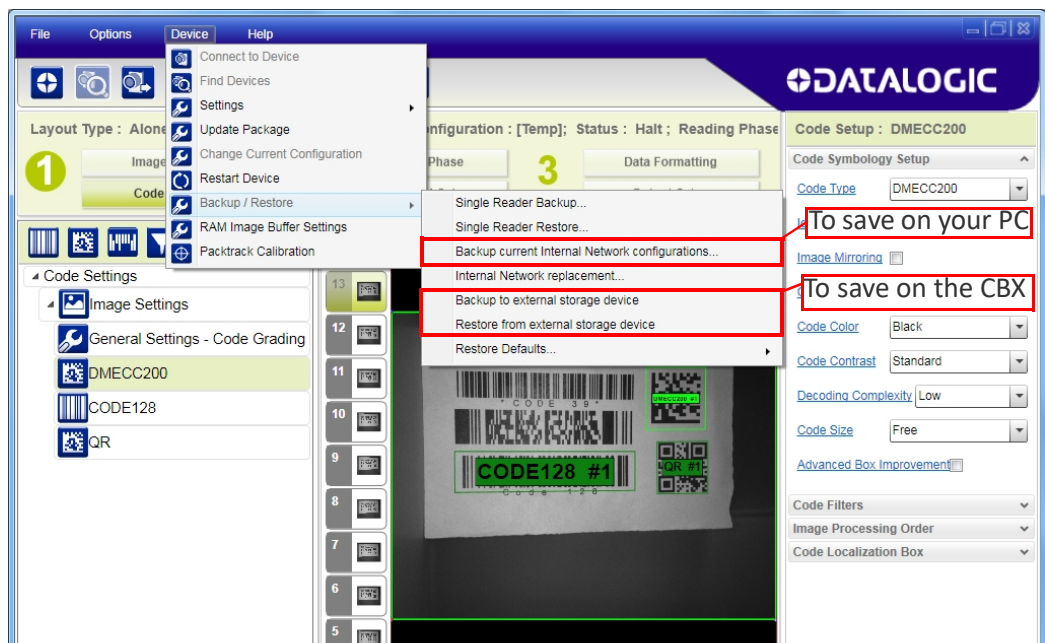 File Options Device Help
Connect to Device
Find Devices
Settings
Update Package
Change Current Configuration
Restart Device
Backup / Restore
RAM Image Buffer Settings
Packtrack Calibration
DATALOGIC
Layout Type : Alone
onfiguration : [Temp]; Status : Halt ; Reading Phase
1
Image
Code
Phase
3
Data Formatting
Single Reader Backup...
Single Reader Restore...
Backup current Internal Network configurations...
Internal Network replacement...
Backup to external storage device
Restore from external storage device
Restore Defaults...
To save on your PC
To save on the CBX
Code Settings
Image Settings
General Settings - Code Grading
DMECC200
CODE128
QR
13
12
11
10
9
8
7
6
5
* CODE 39*
DMECC200 #1
CODE128 #1
Code 128
QR #1
Code Setup : DMECC200
Code Symbology Setup
Code Type DMECC200
Image Mirroring
Code Color Black
Code Contrast Standard
Decoding Complexity Low
Code Size Free
Advanced Box Improvement
Code Filters
Image Processing Order
Code Localization Box